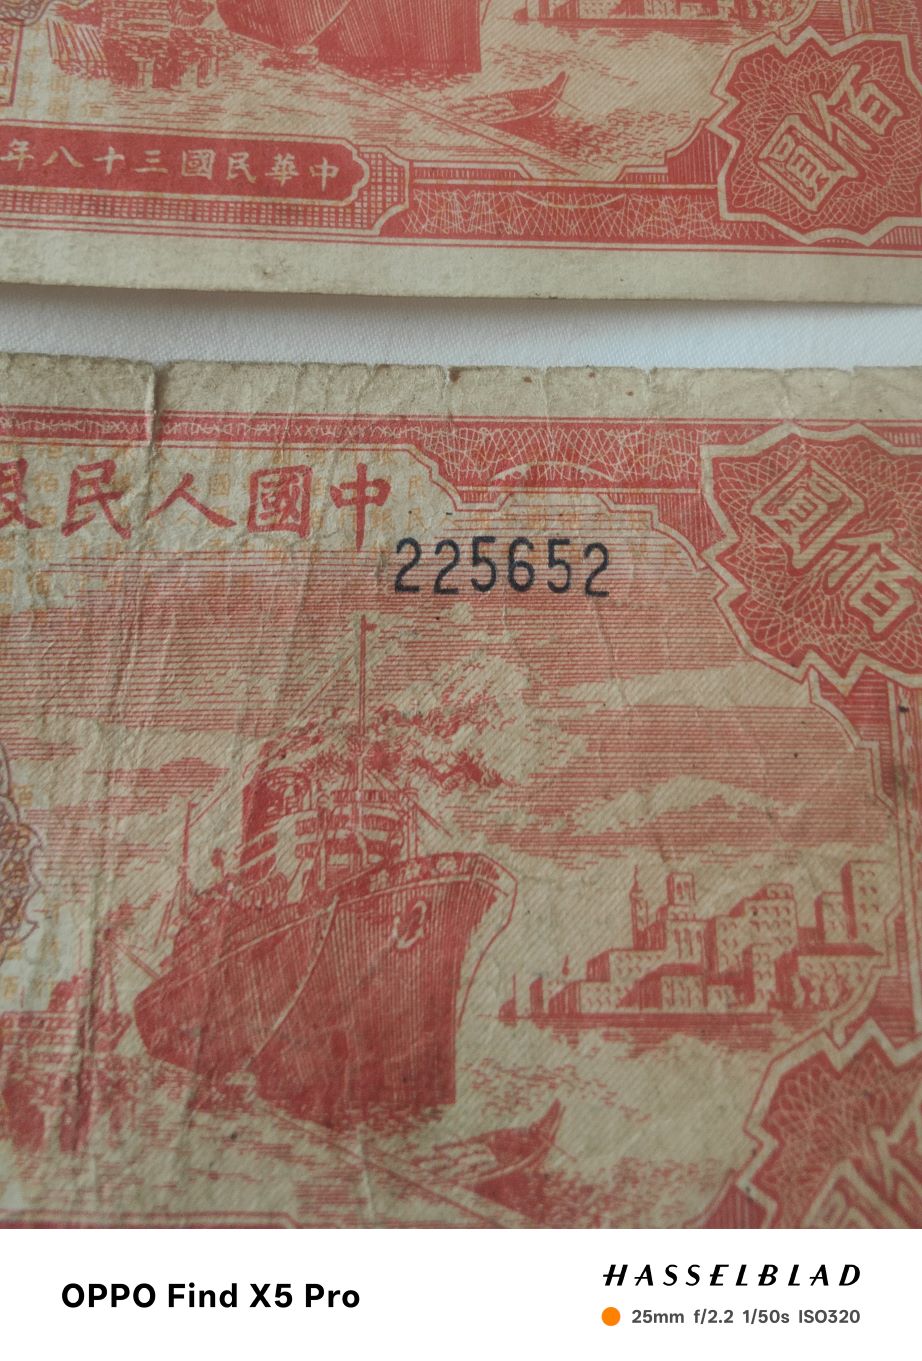 佰圓
年八十三國民華中
民人國中
圓佰
225652
OPPO Find X5 Pro
HASSELBLAD
25mm f/2.2 1/50s ISO320